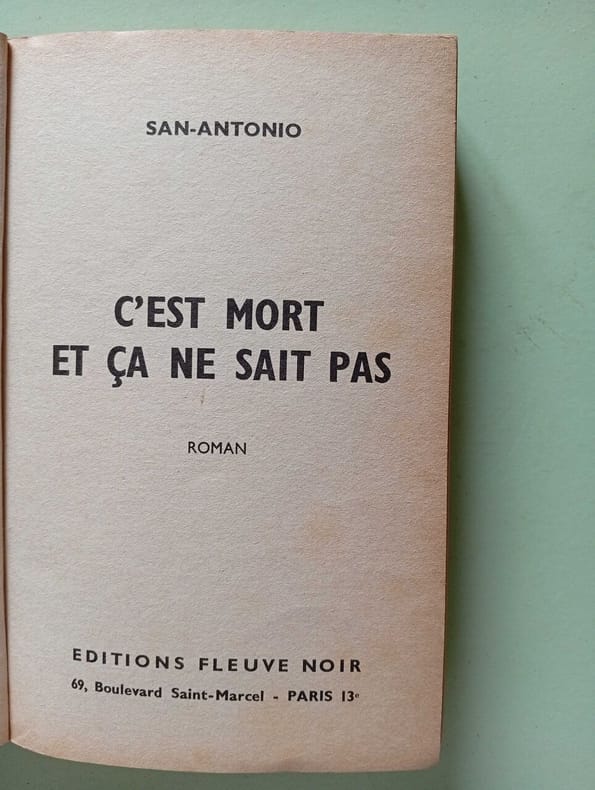 SAN-ANTONIO
C'EST MORT
ET ÇA NE SAIT PAS
ROMAN
EDITIONS FLEUVE NOIR
69, Boulevard Saint-Marcel - PARIS 13e